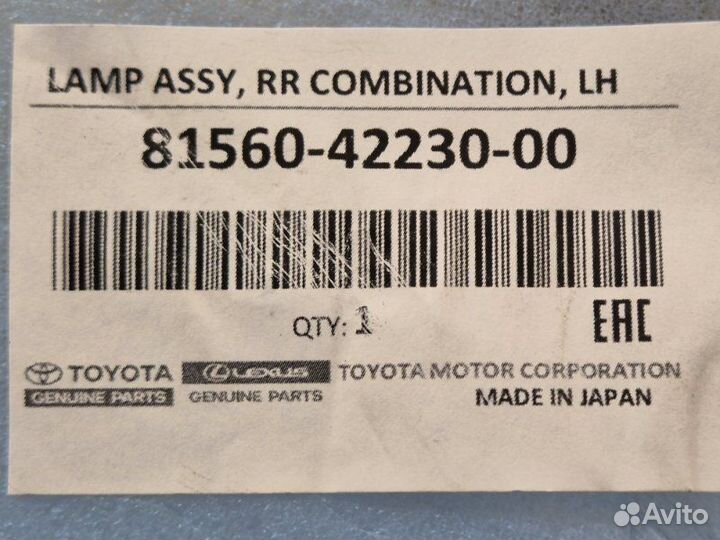 LAMP ASSY, RR COMBINATION, LH
81560-42230-00
QTY: 1
EAC
TOYOTA LEXUS TOYOTA MOTOR CORPORATION
GENUINE PARTS GENUINE PARTS MADE IN JAPAN
Avito